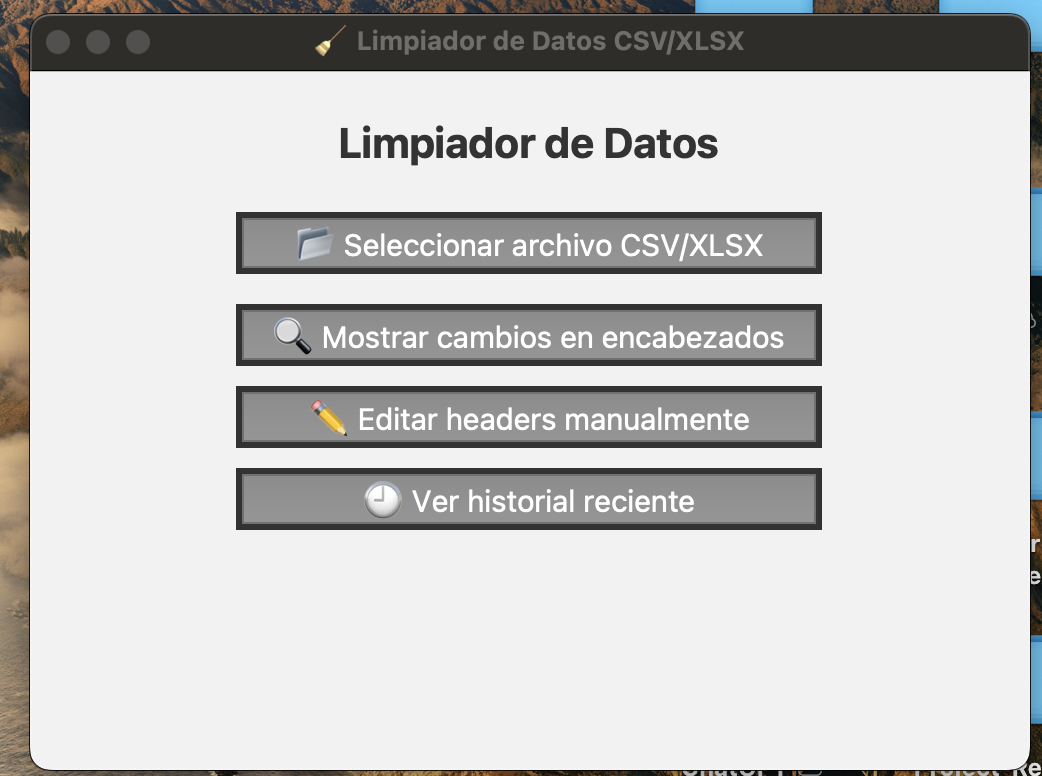 Limpiador de Datos CSV/XLSX
Limpiador de Datos
Seleccionar archivo CSV/XLSX
Mostrar cambios en encabezados
Editar headers manualmente
Ver historial reciente